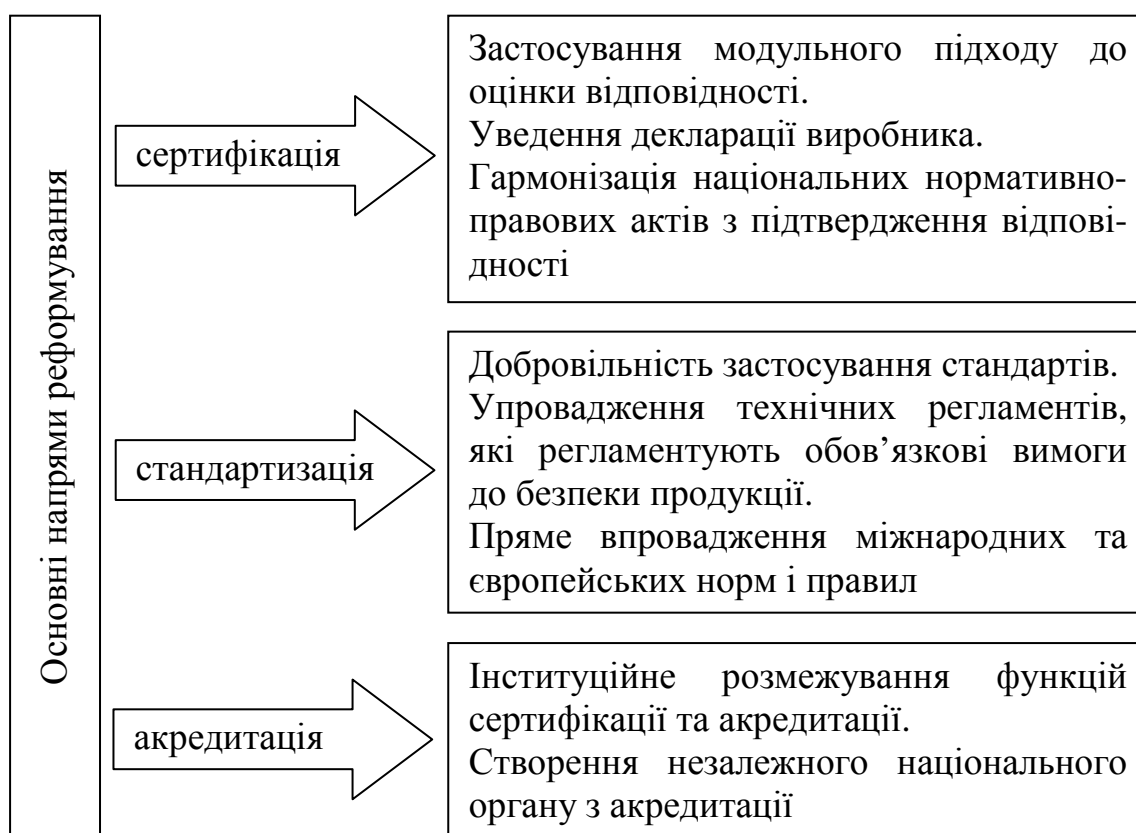 Основні напрями реформування
сертифікація
Застосування модульного підходу до
оцінки відповідності.
Уведення декларації виробника.
Гармонізація національних нормативно-
правових актів з підтвердження відпові-
дності
стандартизація
Добровільність застосування стандартів.
Упровадження технічних регламентів,
які регламентують обов’язкові вимоги
до безпеки продукції.
Пряме впровадження міжнародних та
європейських норм і правил
акредитація
Інституційне розмежування функцій
сертифікації та акредитації.
Створення незалежного національного
органу з акредитації